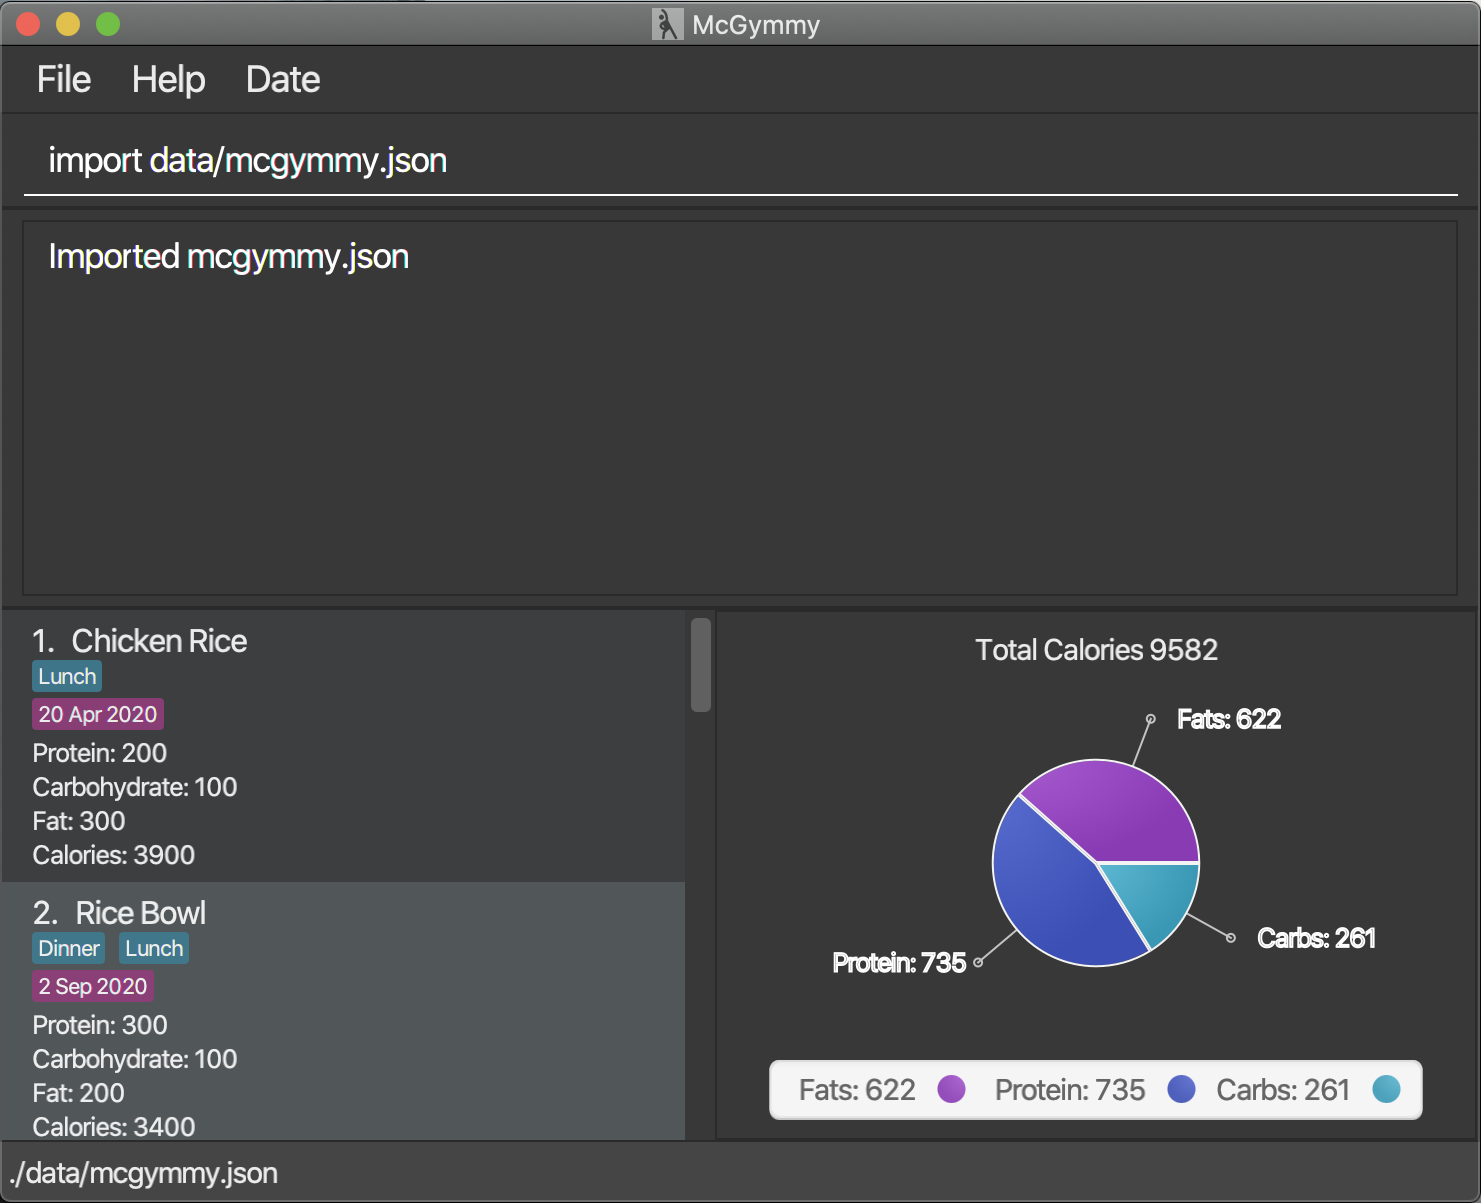 McGymmy
File Help Date
import data/mcgymmy.json
Imported mcgymmy.json
1. Chicken Rice
Lunch
20 Apr 2020
Protein: 200
Carbohydrate: 100
Fat: 300
Calories: 3900
2. Rice Bowl
Dinner Lunch
2 Sep 2020
Protein: 300
Carbohydrate: 100
Fat: 200
Calories: 3400
Total Calories 9582
Fats: 622
Carbs: 261
Protein: 735
Fats: 622 Protein: 735 Carbs: 261
./data/mcgymmy.json